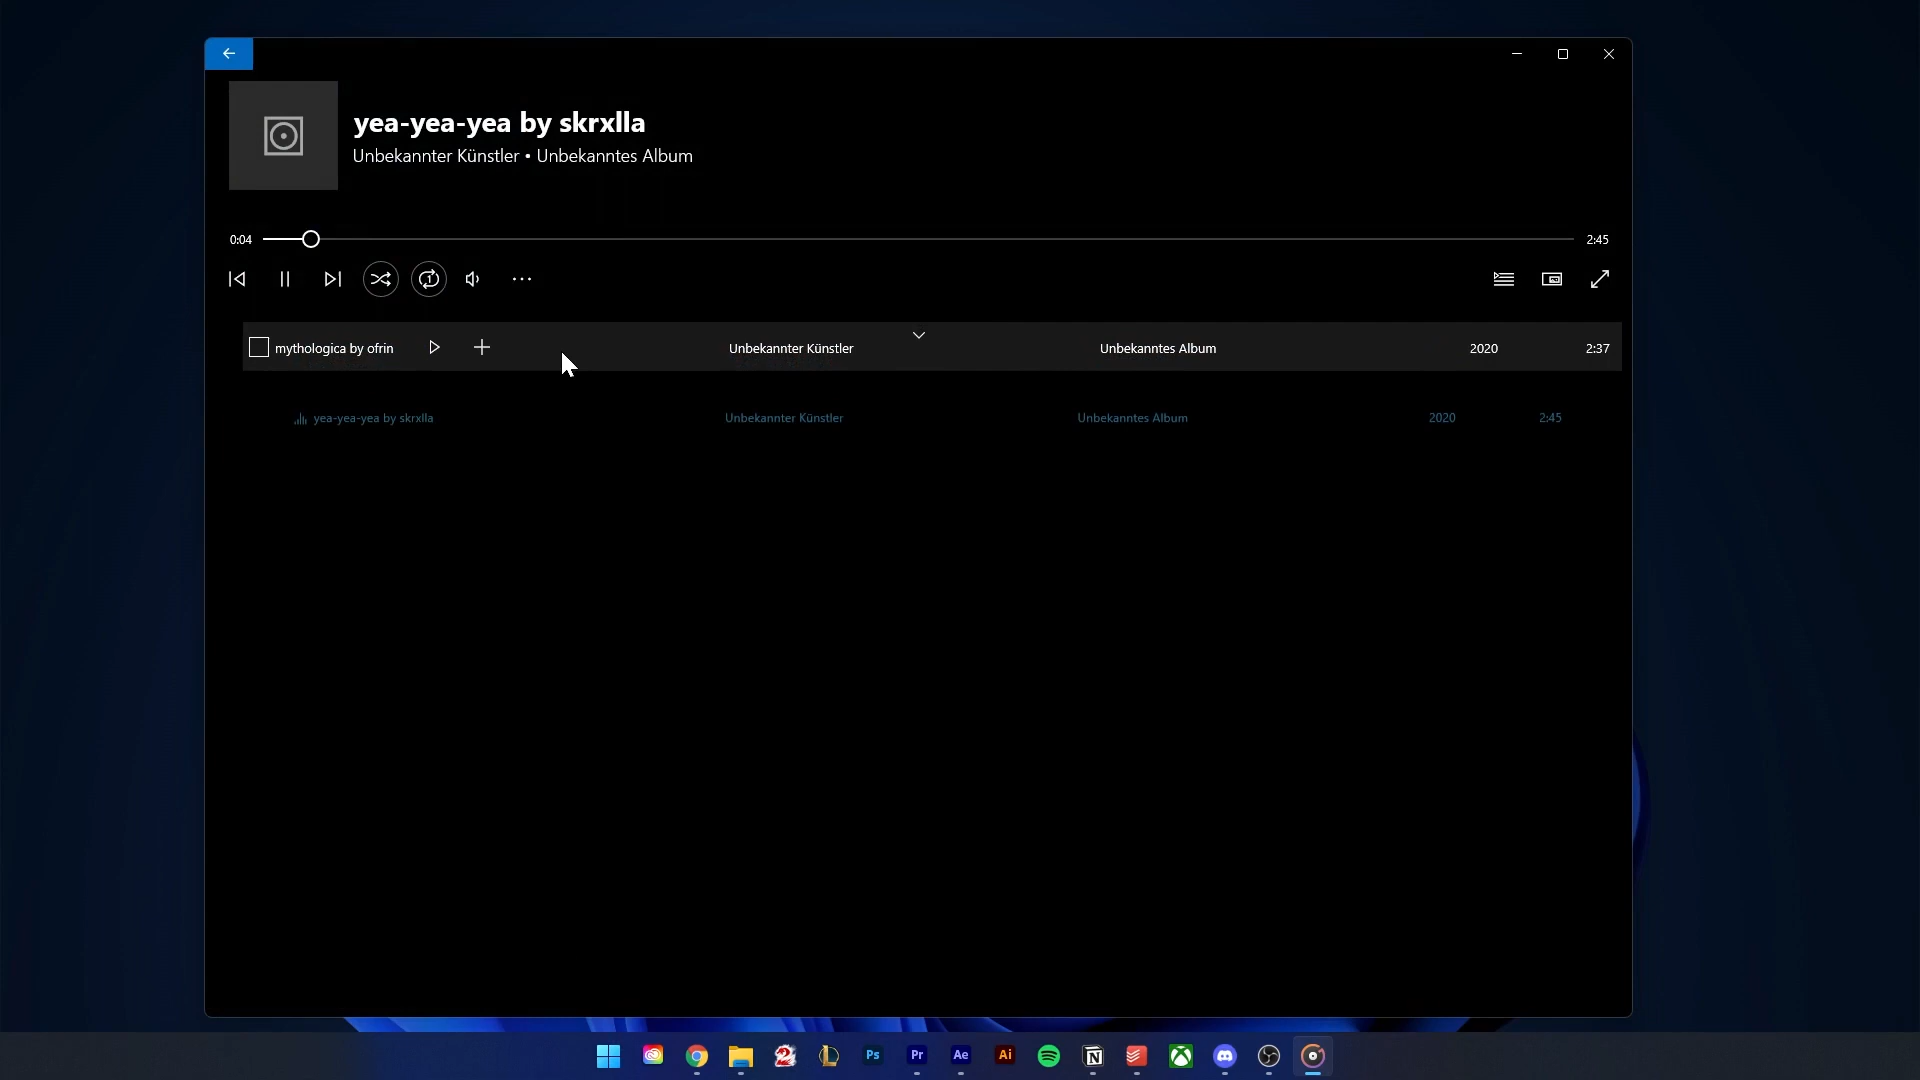 yea-yea-yea by skrxlla
Unbekannter Künstler • Unbekanntes Album
0:04 2:45
1
mythologica by ofrin Unbekannter Künstler Unbekanntes Album 2020 2:37
yea-yea-yea by skrxlla Unbekannter Künstler Unbekanntes Album 2020 2:45
2 L Ps Pr Ae Ai N